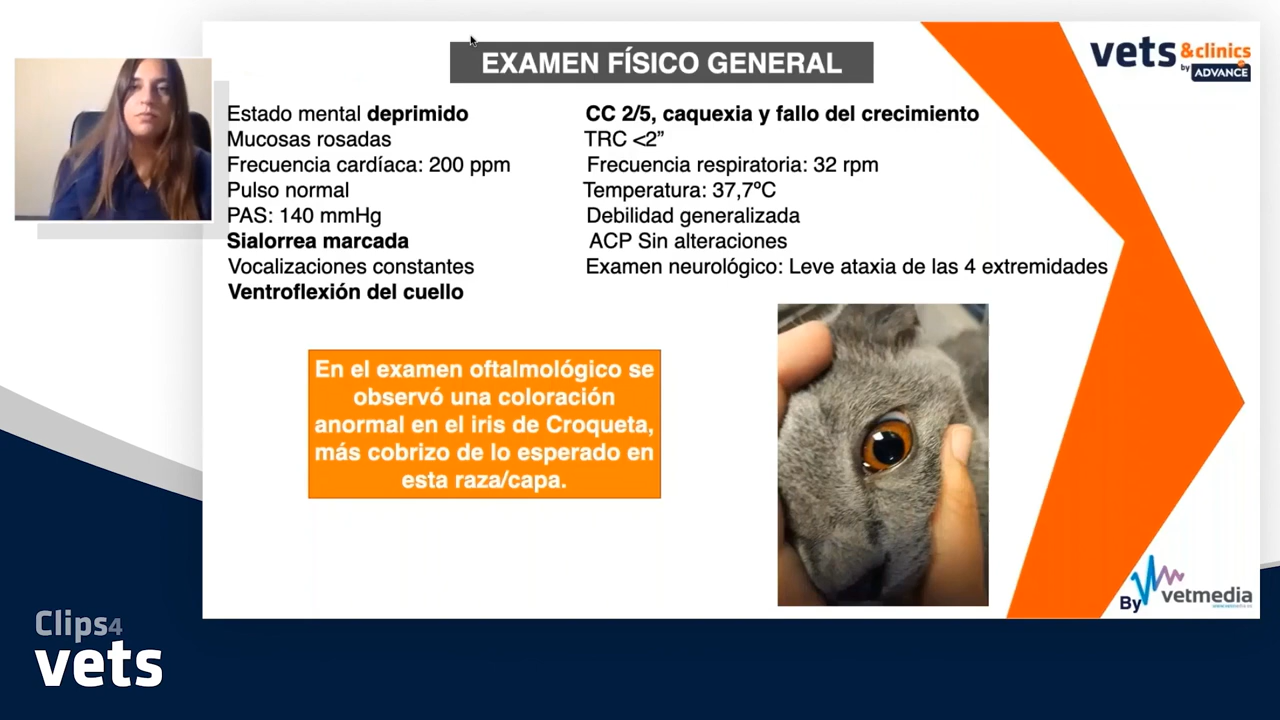 EXAMEN FÍSICO GENERAL
vets &clinics
by ADVANCE
Estado mental deprimido
Mucosas rosadas
Frecuencia cardíaca: 200 ppm
Pulso normal
PAS: 140 mmHg
Sialorrea marcada
Vocalizaciones constantes
Ventroflexión del cuello
CC 2/5, caquexia y fallo del crecimiento
TRC <2”
Frecuencia respiratoria: 32 rpm
Temperatura: 37,7ºC
Debilidad generalizada
ACP Sin alteraciones
Examen neurológico: Leve ataxia de las 4 extremidades
En el examen oftalmológico se
observó una coloración
anormal en el iris de Croqueta,
más cobrizo de lo esperado en
esta raza/capa.
By vetmedia
Clips4
vets